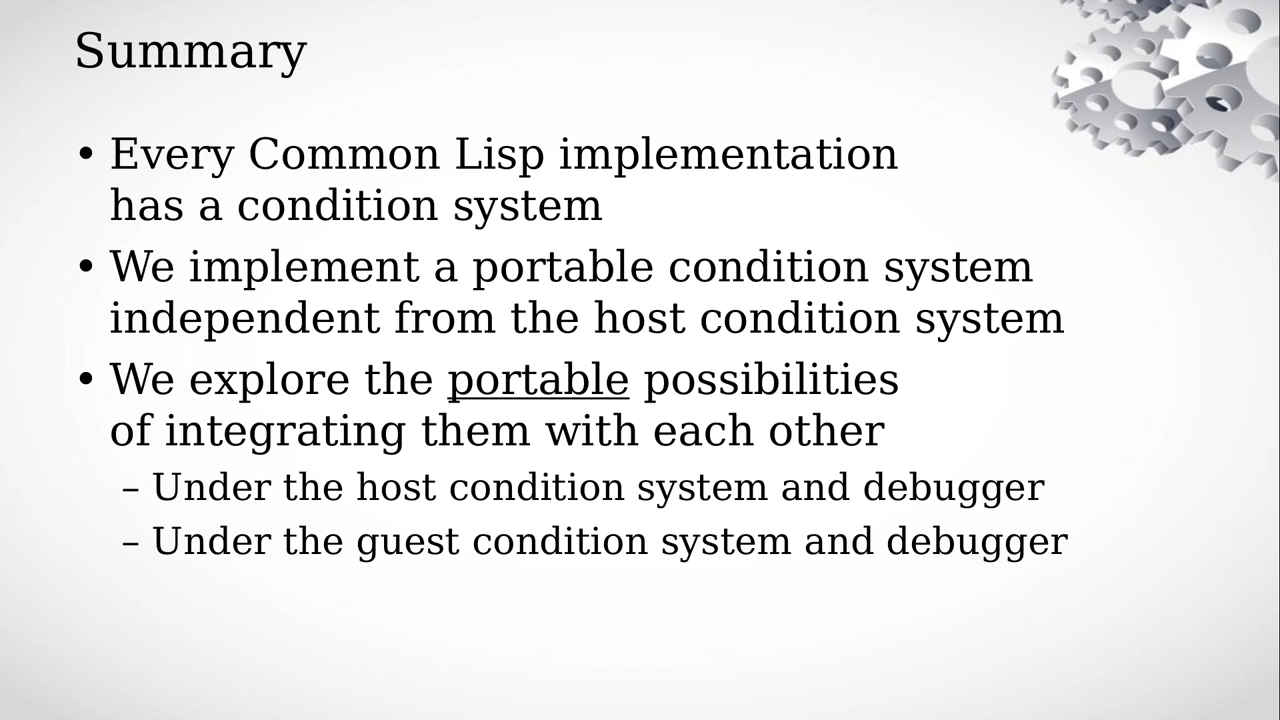 Summary
• Every Common Lisp implementation
has a condition system
• We implement a portable condition system
independent from the host condition system
• We explore the portable possibilities
of integrating them with each other
– Under the host condition system and debugger
– Under the guest condition system and debugger